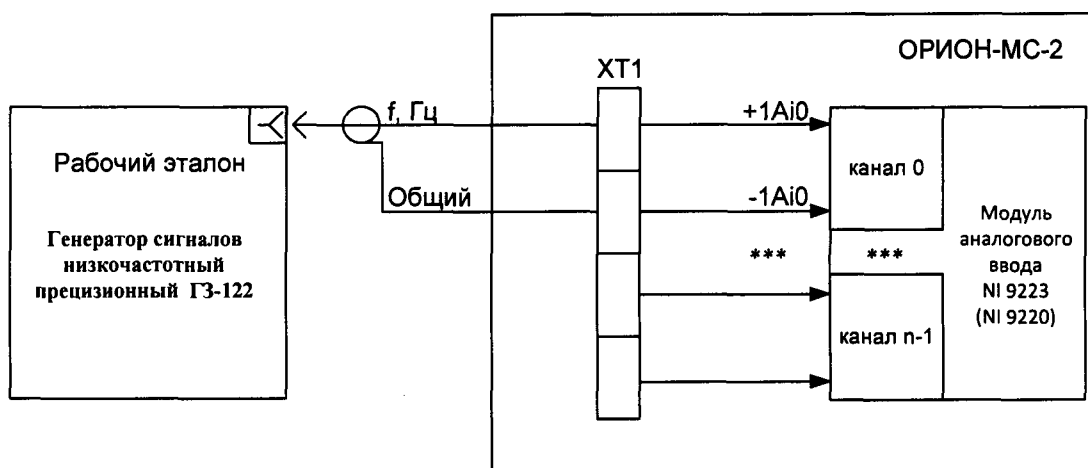 ОРИОН-МС-2
ХТ1
f, Гц
+1Ai0
Рабочий эталон
канал 0
Общий
-1Ai0
Генератор сигналов
низкочастотный
прецизионный ГЗ-122
***
***
Модуль
аналогового
ввода
NI 9223
(NI 9220)
канал n-1